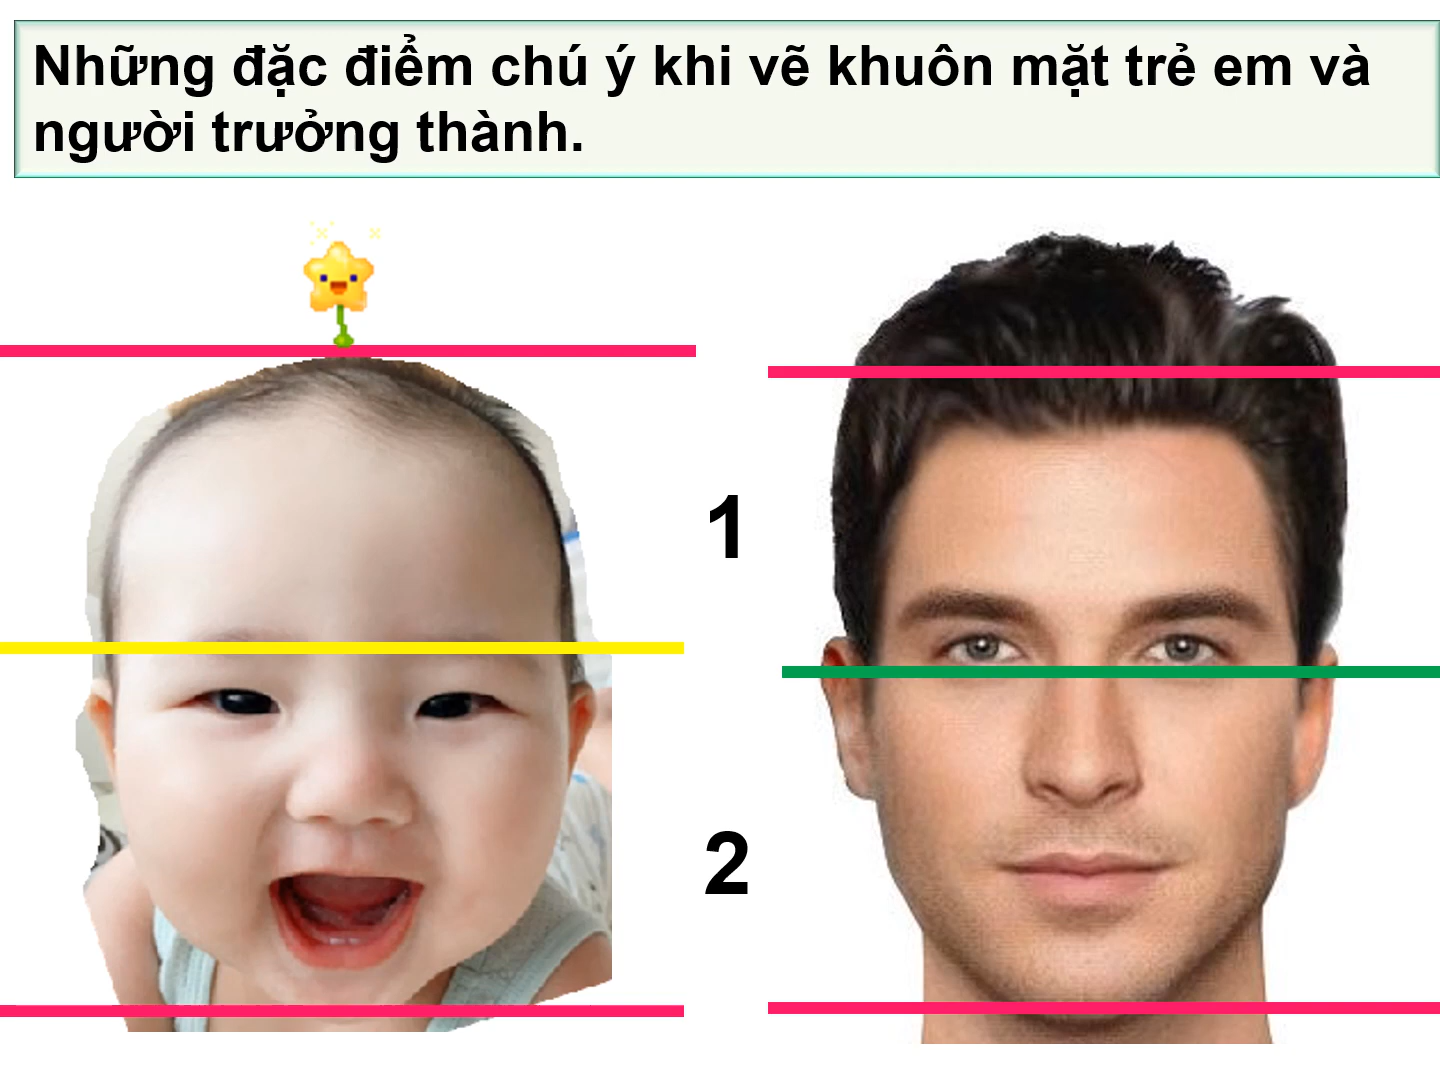 Những đặc điểm chú ý khi vẽ khuôn mặt trẻ em và
người trưởng thành.
1
2